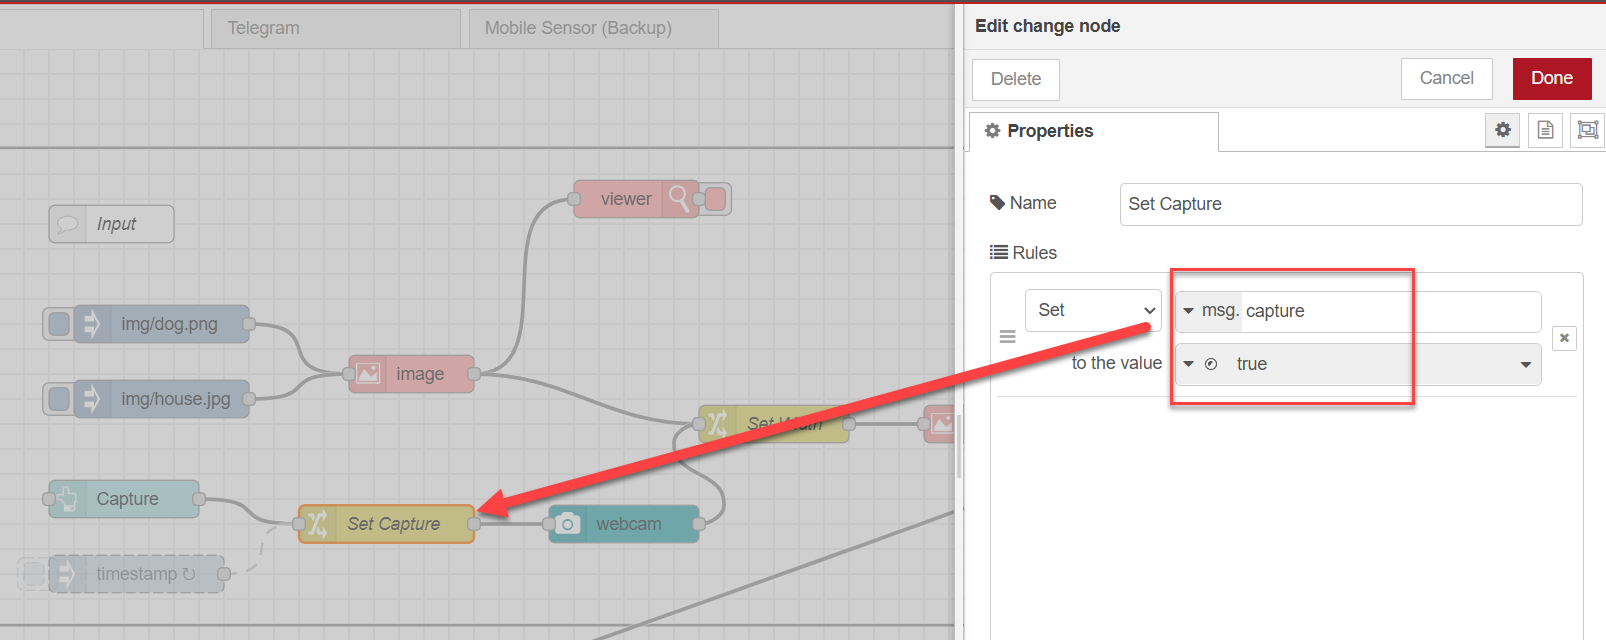 Telegram
Mobile Sensor (Backup)
Edit change node
Delete
Cancel
Done
Properties
Name
Set Capture
Rules
Set
msg. capture
to the value
true
viewer
Input
img/dog.png
image
img/house.jpg
Set Width
Capture
Set Capture
webcam
timestamp ↻